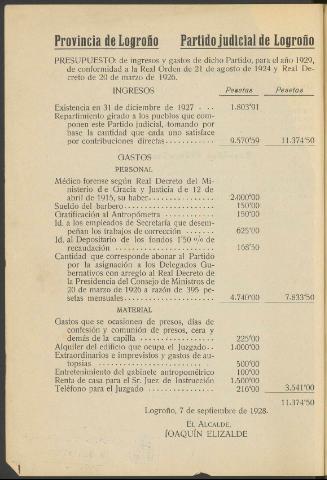 Provincia de Logroño Partido judicial de Logroño
PRESUPUESTO: de ingresos y gastos de dicho Partido, para el año 1929,
de conformidad a la Real Orden de 21 de agosto de 1924 y Real De-
creto de 20 de marzo de 1926.
INGRESOS Pesetas Pesetas
Existencia en 31 de diciembre de 1927 . . . 1.803'91
Repartimiento girado a los pueblos que com-
ponen este Partido judicial, tomando por
base la cantidad que cada uno satisface
por contribuciones directas . . . . . . . . . . . . 9.570'59 11.374'50
GASTOS
PERSONAL
Médico forense según Real Decreto del Mi-
nisterio de Gracia y Justicia de 12 de
abril de 1915, su haber . . . . . . . . . . . . . . 2.000'00
Sueldo del barbero . . . . . . . . . . . . . . . . 150'00
Gratificación al Antropómetra . . . . . . . . . 150'00
Id. a los empleados de Secretaría que desem-
peñan los trabajos de corrección . . . . . . . 625'00
Id. al Depositario de los fondos 1'50 % de
recaudación . . . . . . . . . . . . . . . . . . . 168'50
Cantidad que corresponde abonar al Partido
por la asignación a los Delegados Gu-
bernativos con arreglo al Real Decreto de
la Presidencia del Consejo de Ministros de
20 de marzo de 1926 a razón de 395 pe-
setas mensuales . . . . . . . . . . . . . . . . . 4.740'00 7.833'50
MATERIAL
Gastos que se ocasionen de presos, días de
confesión y comunión de presos, cera y
demás de la capilla . . . . . . . . . . . . . . . 225'00
Alquiler del edificio que ocupa el Juzgado . . 1.000'00
Extraordinarios e imprevistos y gastos de au-
topsias . . . . . . . . . . . . . . . . . . . . . . 500'00
Entretenimiento del gabinete antropométrico 100'00
Renta de casa para el Sr. Juez de Instrucción 1.500'00
Teléfono para el Juzgado . . . . . . . . . . . . 216'00 3.541'00
11.374'50
Logroño, 7 de septiembre de 1928.
EL ALCALDE,
JOAQUÍN ELIZALDE